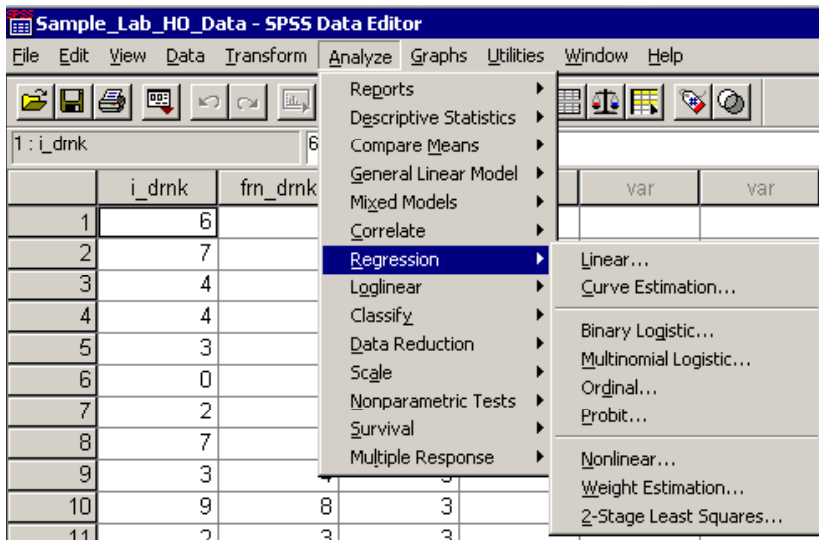 SPSS
Sample_Lab_HO_Data - SPSS Data Editor
File Edit View Data Transform Analyze Graphs Utilities Window Help
1 : i_drnk 6
i_drnk frn_drnk var var
1 6
2 7
3 4
4 4
5 3
6 0
7 2
8 7
9 3
10 9 8 3
11 2 3 3
Reports
Descriptive Statistics
Compare Means
General Linear Model
Mixed Models
Correlate
Regression
Loglinear
Classify
Data Reduction
Scale
Nonparametric Tests
Survival
Multiple Response
Linear...
Curve Estimation...
Binary Logistic...
Multinomial Logistic...
Ordinal...
Probit...
Nonlinear...
Weight Estimation...
2-Stage Least Squares...